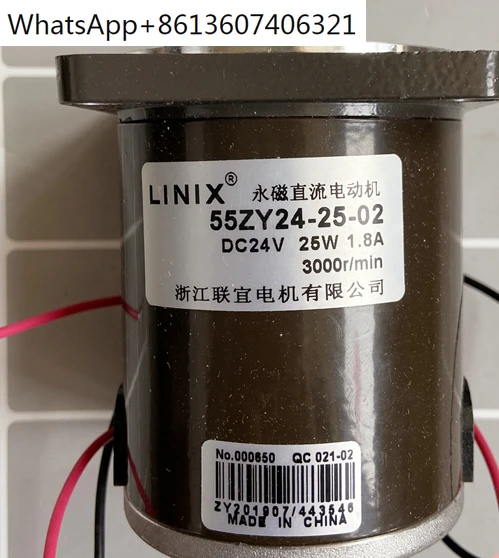 WhatsApp+8613607406321
LINIX® 永磁直流电动机
55ZY24-25-02
DC24V 25W 1.8A
3000r/min
浙江联宜电机有限公司
No.000650 QC 021-02
ZY201907/443546
MADE IN CHINA